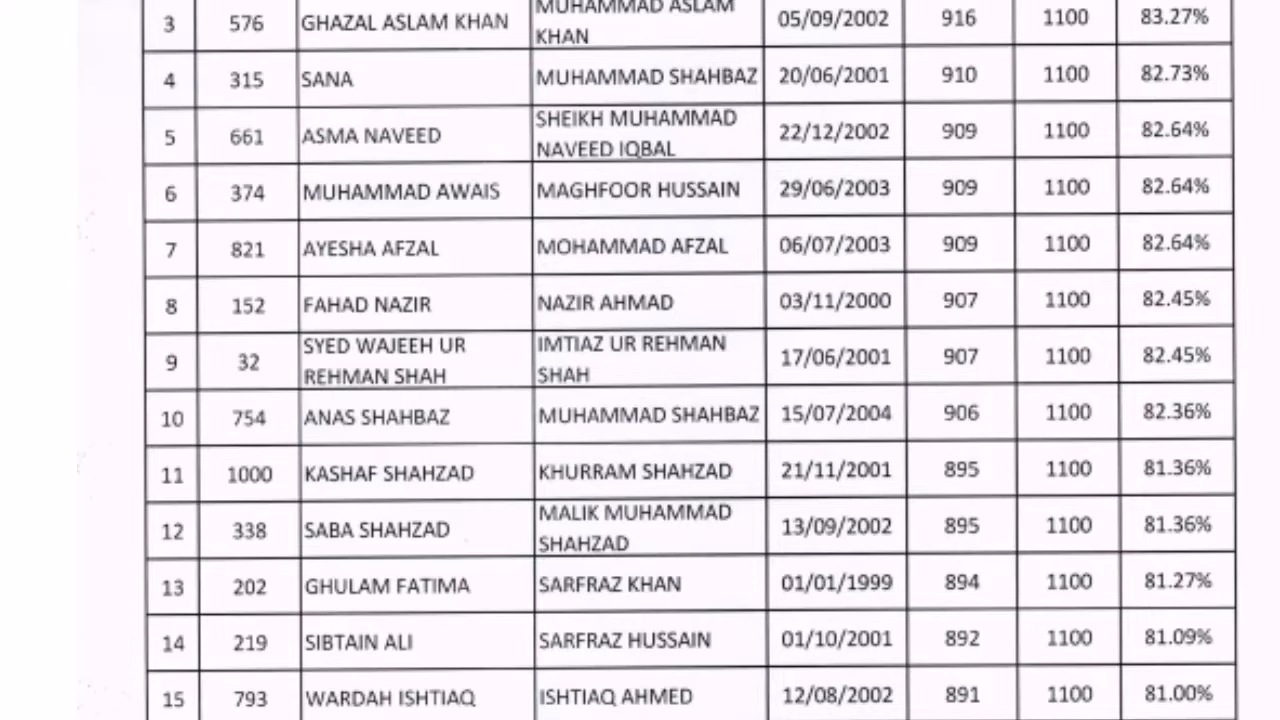 3 576 GHAZAL ASLAM KHAN MUHAMMAD ASLAM KHAN 05/09/2002 916 1100 83.27%
4 315 SANA MUHAMMAD SHAHBAZ 20/06/2001 910 1100 82.73%
5 661 ASMA NAVEED SHEIKH MUHAMMAD NAVEED IQBAL 22/12/2002 909 1100 82.64%
6 374 MUHAMMAD AWAIS MAGHFOOR HUSSAIN 29/06/2003 909 1100 82.64%
7 821 AYESHA AFZAL MOHAMMAD AFZAL 06/07/2003 909 1100 82.64%
8 152 FAHAD NAZIR NAZIR AHMAD 03/11/2000 907 1100 82.45%
9 32 SYED WAJEEH UR REHMAN SHAH IMTIAZ UR REHMAN SHAH 17/06/2001 907 1100 82.45%
10 754 ANAS SHAHBAZ MUHAMMAD SHAHBAZ 15/07/2004 906 1100 82.36%
11 1000 KASHAF SHAHZAD KHURRAM SHAHZAD 21/11/2001 895 1100 81.36%
12 338 SABA SHAHZAD MALIK MUHAMMAD SHAHZAD 13/09/2002 895 1100 81.36%
13 202 GHULAM FATIMA SARFRAZ KHAN 01/01/1999 894 1100 81.27%
14 219 SIBTAIN ALI SARFRAZ HUSSAIN 01/10/2001 892 1100 81.09%
15 793 WARDAH ISHTIAQ ISHTIAQ AHMED 12/08/2002 891 1100 81.00%